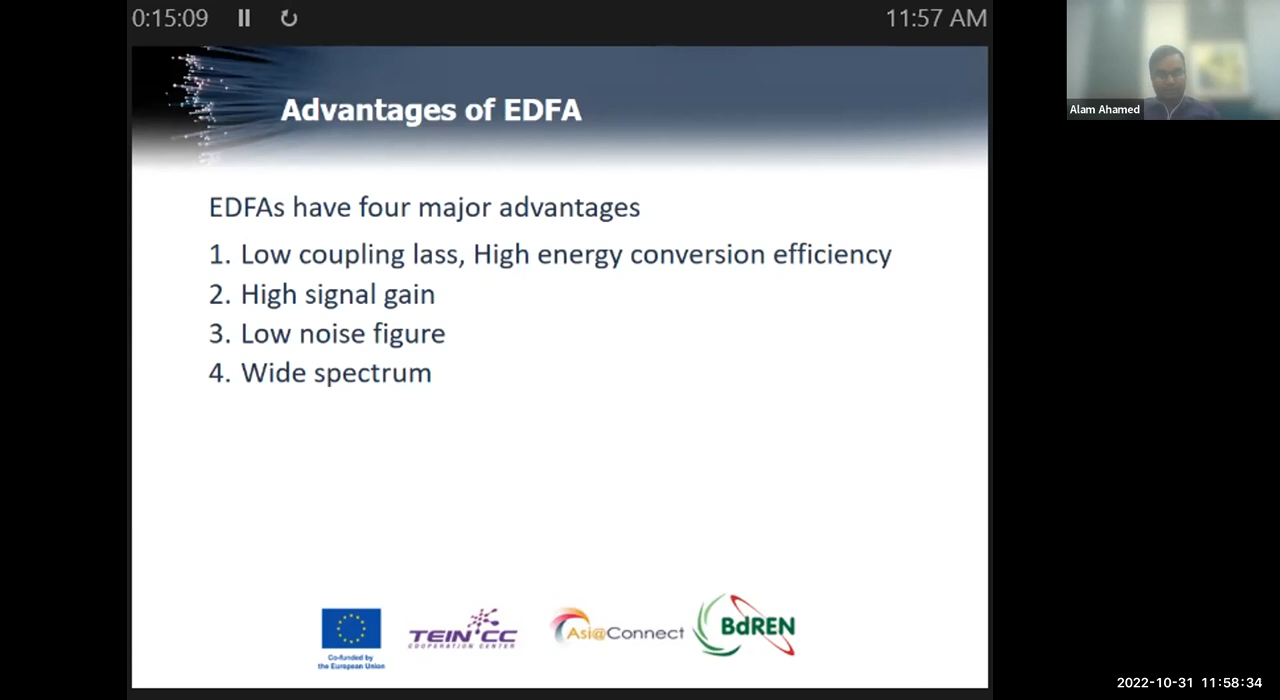 0:15:09
11:57 AM
Alam Ahamed
Advantages of EDFA
EDFAs have four major advantages
1. Low coupling lass, High energy conversion efficiency
2. High signal gain
3. Low noise figure
4. Wide spectrum
Co-funded by
the European Union
TEIN*CC
COOPERATION CENTER
Asi@Connect
BdREN
2022-10-31 11:58:34